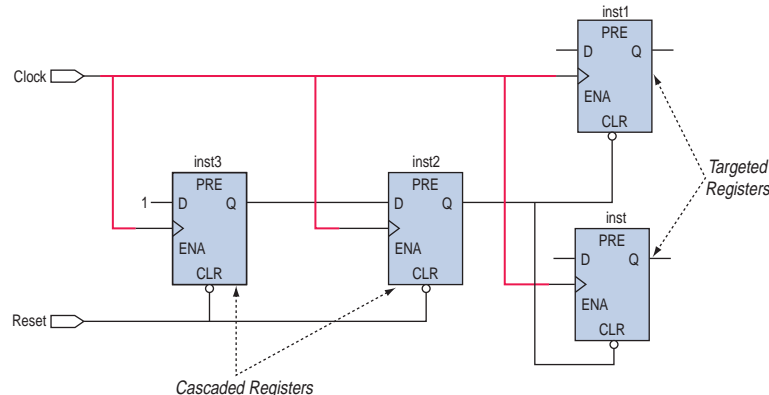 inst1
PRE
D Q
ENA
CLR
Clock
inst3
PRE
1 D Q
ENA
CLR
inst2
PRE
D Q
ENA
CLR
Targeted
Registers
inst
PRE
D Q
ENA
CLR
Reset
Cascaded Registers